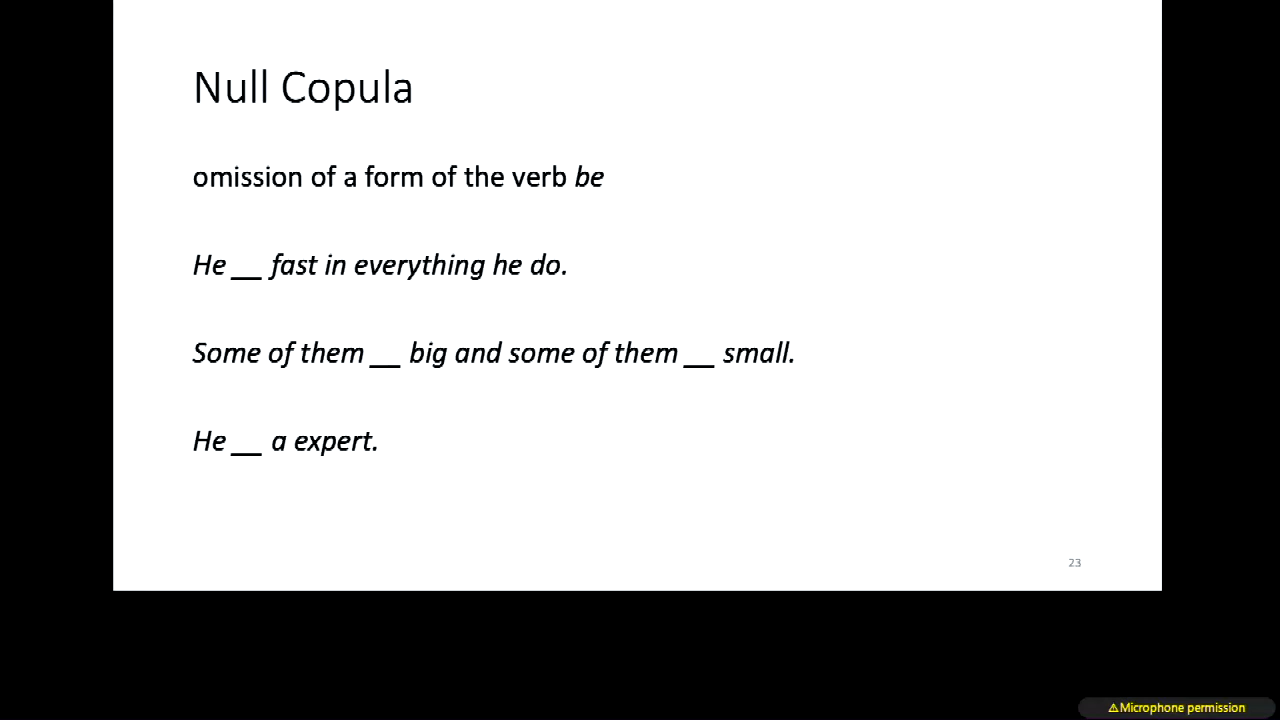 Null Copula
omission of a form of the verb be
He __ fast in everything he do.
Some of them __ big and some of them __ small.
He __ a expert.
23
⚠Microphone permission